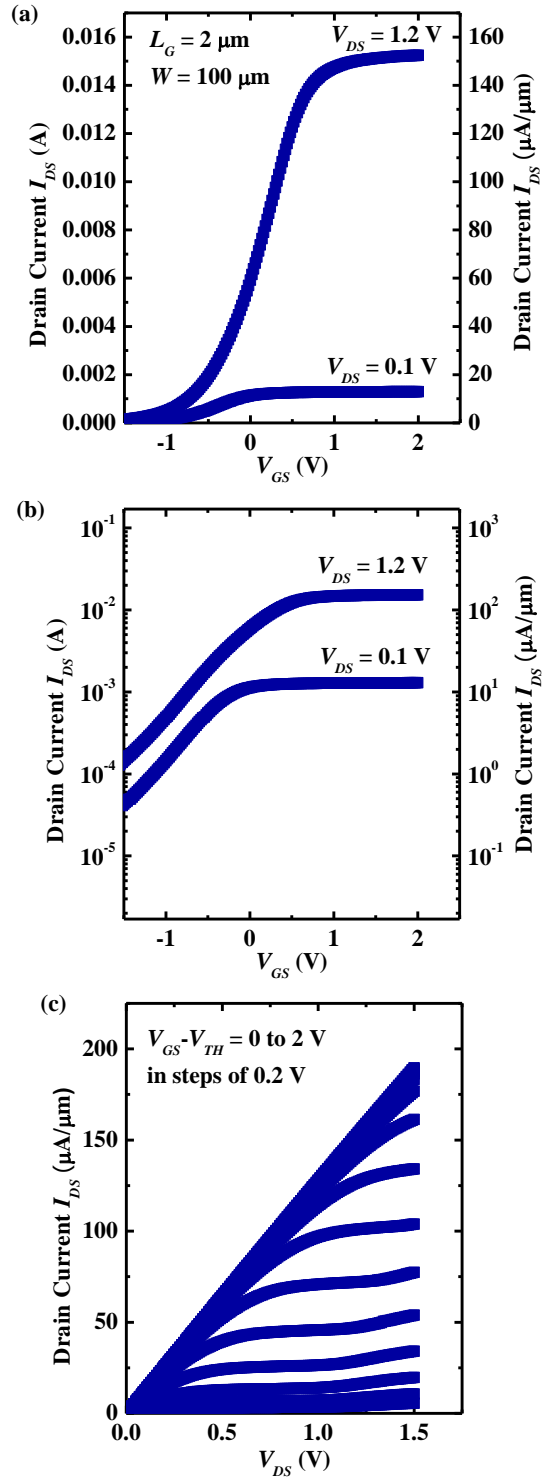 (a)
L_G = 2 μm
W = 100 μm
V_DS = 1.2 V
V_DS = 0.1 V
0.016
0.014
0.012
0.010
0.008
0.006
0.004
0.002
0.000
Drain Current I_DS (A)
160
140
120
100
80
60
40
20
0
Drain Current I_DS (μA/μm)
-1 0 1 2
V_GS (V)
(b)
V_DS = 1.2 V
V_DS = 0.1 V
10^-1
10^-2
10^-3
10^-4
10^-5
Drain Current I_DS (A)
10^3
10^2
10^1
10^0
10^-1
Drain Current I_DS (μA/μm)
-1 0 1 2
V_GS (V)
(c)
V_GS-V_TH = 0 to 2 V
in steps of 0.2 V
200
150
100
50
0
Drain Current I_DS (μA/μm)
0.0 0.5 1.0 1.5
V_DS (V)